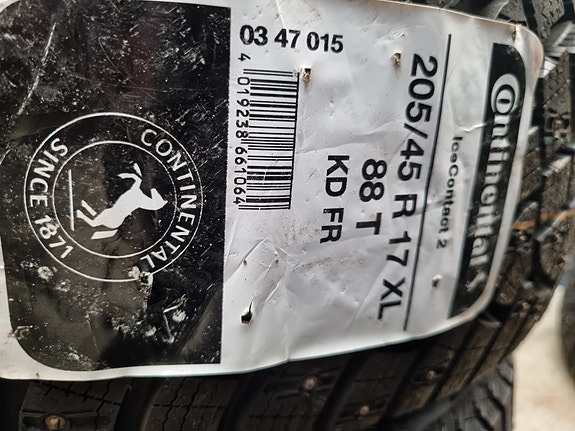 Continental
IceContact 2
205/45 R 17 XL
88 T
KD FR
03 47 015
4 019238 661064
CONTINENTAL
SINCE 1871